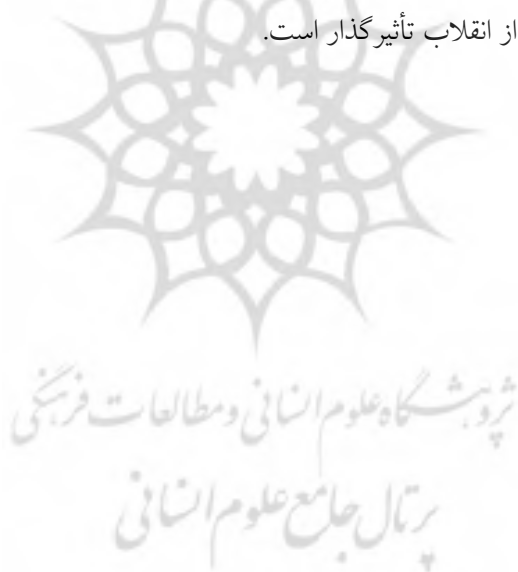 از انقلاب تأثیرگذار است.
پژوهشگاه علوم انسانی و مطالعات فرهنگی
پرتال جامع علوم انسانی